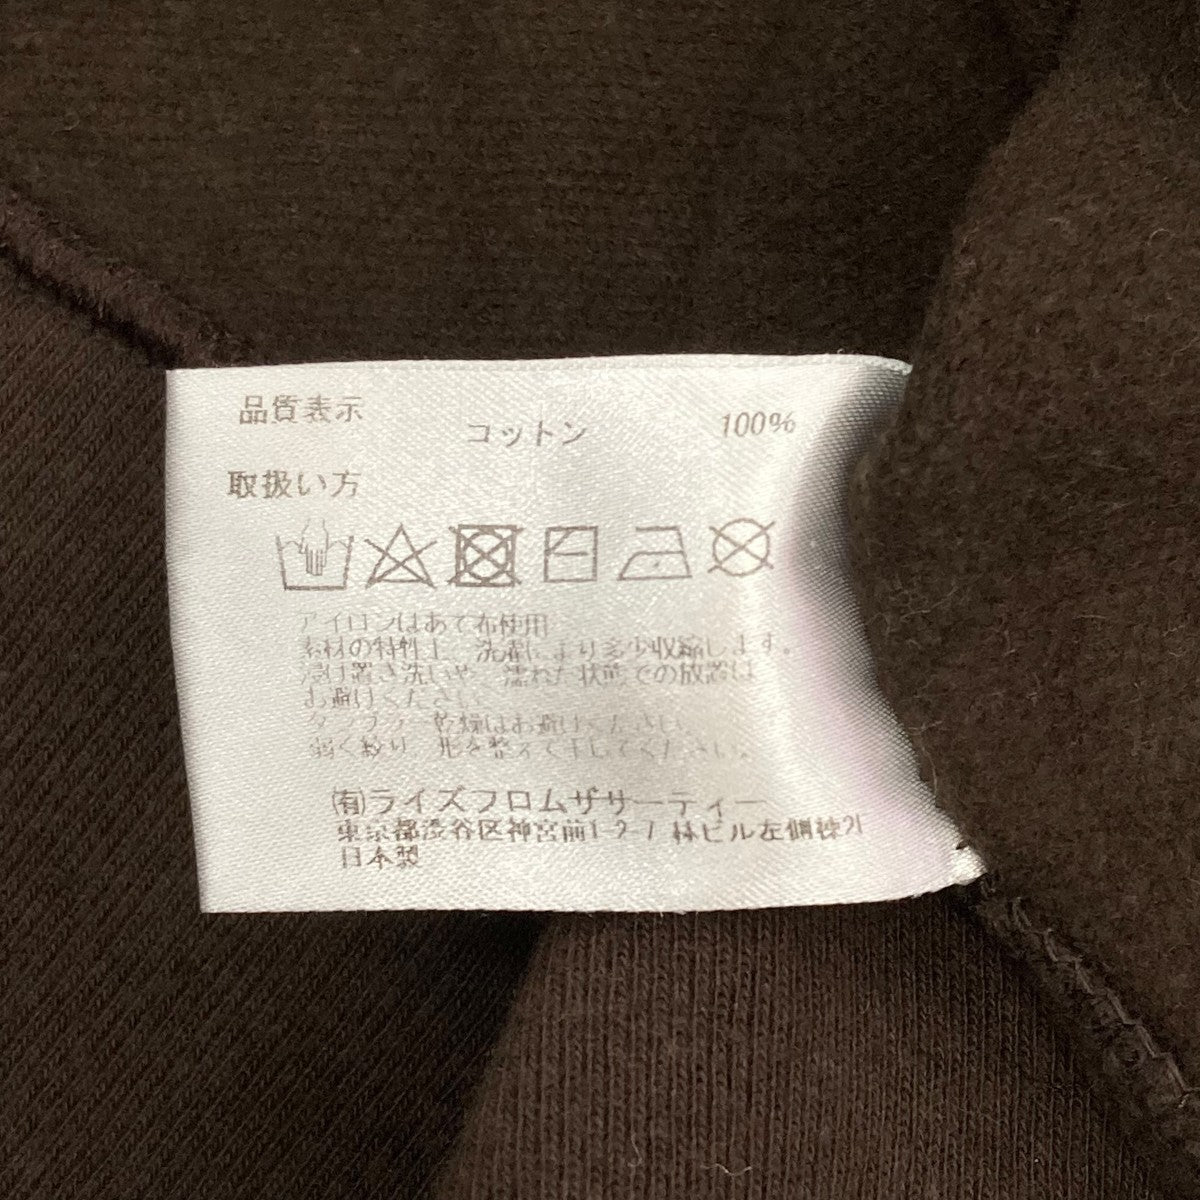 品質表示
コットン 100%
取扱い方
アイロンはあて布使用
素材の特性上、洗濯により多少収縮します。
浸け置き洗いや、濡れた状態での放置は
お避けください。
タンブラー乾燥はお避けください。
弱く絞り、形を整えて干してください。
(有)ライズフロムザサーティー
東京都渋谷区神宮前1-2-7 林ビル左側棟2F
日本製